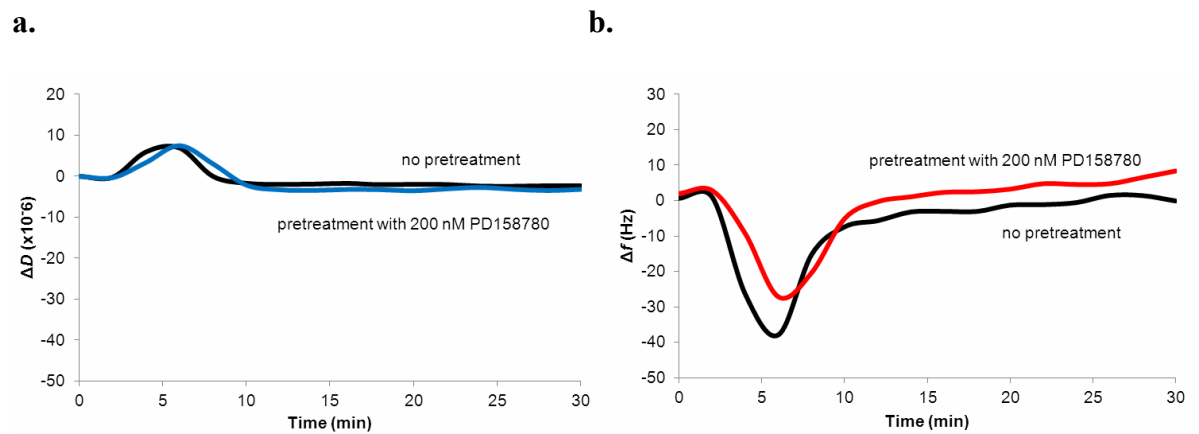 a.
b.
20
10
0
-10
-20
-30
-40
-50
ΔD (x10-6)
no pretreatment
pretreatment with 200 nM PD158780
0 5 10 15 20 25 30
Time (min)
30
20
10
0
-10
-20
-30
-40
-50
Δf (Hz)
pretreatment with 200 nM PD158780
no pretreatment
0 5 10 15 20 25 30
Time (min)